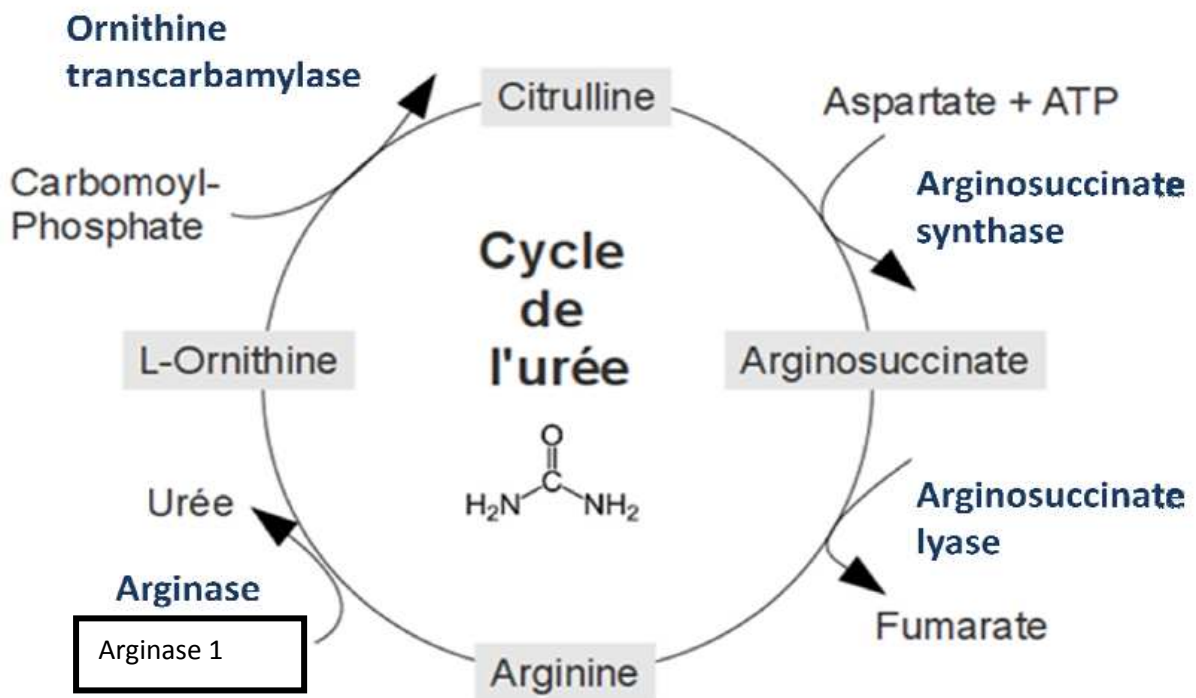 Ornithine
transcarbamylase
Citrulline
Aspartate + ATP
Carbomoyl-
Phosphate
Arginosuccinate
synthase
Cycle
de
l'urée
L-Ornithine
Arginosuccinate
O
C
H₂N
NH₂
Urée
Arginosuccinate
lyase
Arginase
Arginase 1
Fumarate
Arginine